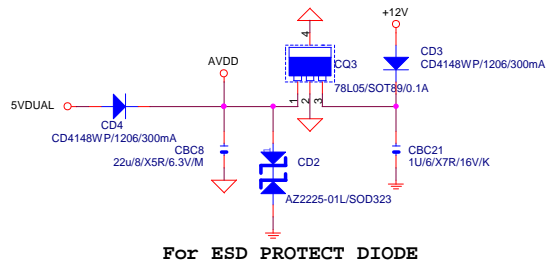 +12V
4
CD3
CD4148WP/1206/300mA
AVDD
CQ3
78L05/SOT89/0.1A
5VDUAL
1
2
3
CD4
CD4148WP/1206/300mA
CBC8
22u/8/X5R/6.3V/M
1
CD2
CBC21
1U/6/X7R/16V/K
AZ2225-01L/SOD323
For ESD PROTECT DIODE